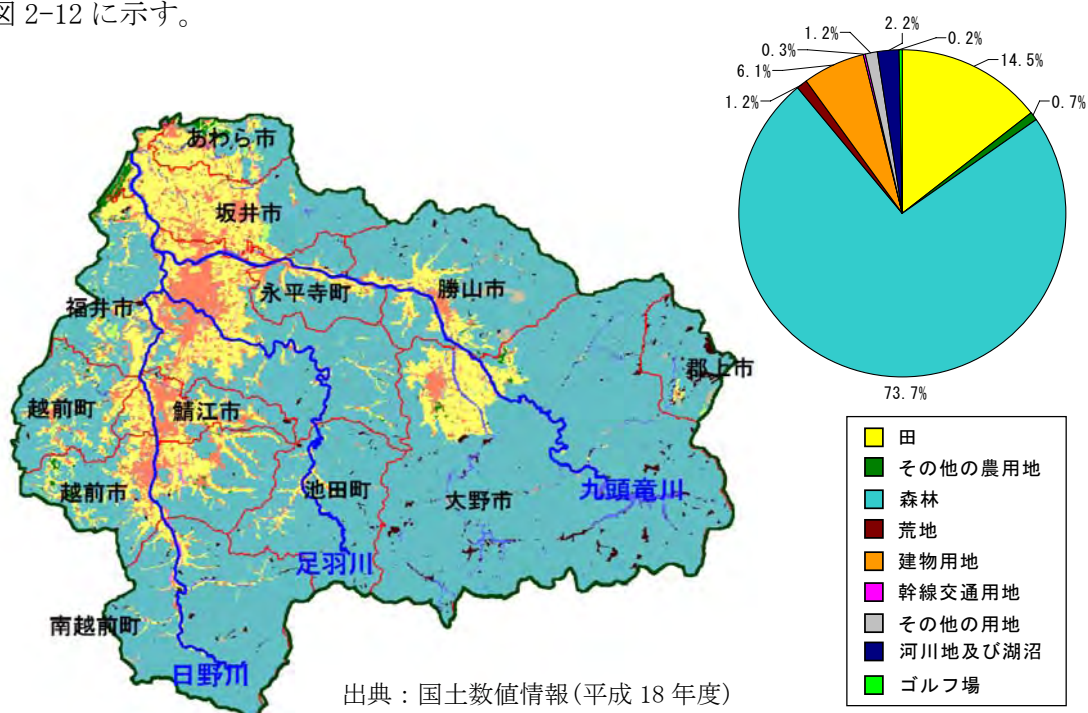 図 2-12 に示す。
1.2%
2.2%
0.3%
0.2%
6.1%
14.5%
1.2%
0.7%
73.7%
あわら市
坂井市
永平寺町
勝山市
福井市
郡上市
越前町
鯖江市
越前市
池田町
大野市
九頭竜川
足羽川
南越前町
日野川
田
その他の農用地
森林
荒地
建物用地
幹線交通用地
その他の用地
河川地及び湖沼
ゴルフ場
出典：国土数値情報(平成 18 年度)